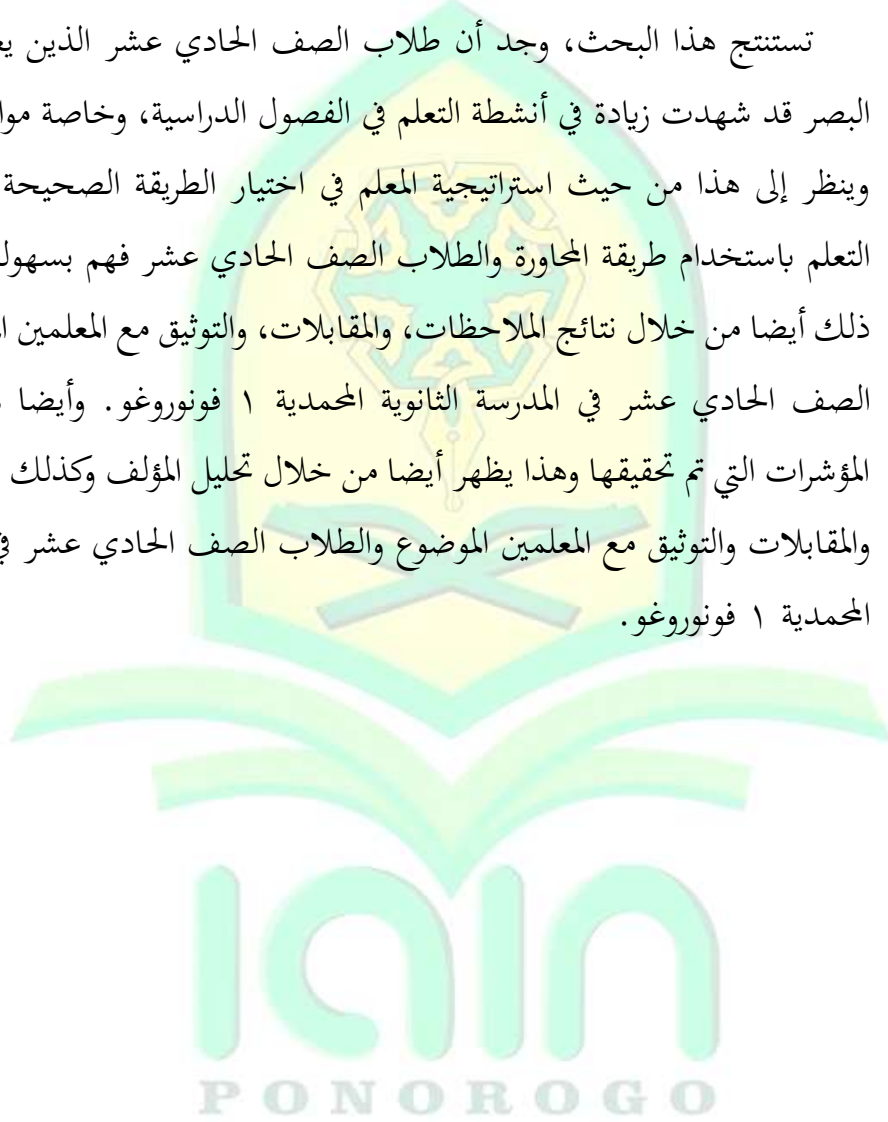 تستنتج هذا البحث، وجد أن طلاب الصف الحادي عشر الذين
البصر قد شهدت زيادة في أنشطة التعلم في الفصول الدراسية، وخاصة
وينظر إلى هذا من حيث استراتيجية المعلم في اختيار الطريقة الصحيحة
التعلم باستخدام طريقة المحاورة والطلاب الصف الحادي عشر فهم
ذلك أيضا من خلال نتائج الملاحظات، والمقابلات، والتوثيق مع المعلمين
الصف الحادي عشر في المدرسة الثانوية المحمدية ١ فونوروغو. وأيضا
المؤشرات التي تم تحقيقها وهذا يظهر أيضا من خلال تحليل المؤلف وكذلك
والمقابلات والتوثيق مع المعلمين الموضوع والطلاب الصف الحادي عشر في
المحمدية ١ فونوروغو.
iain
PONOROGO